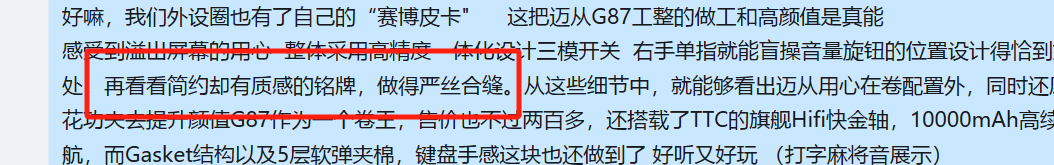 好嘛，我们外设圈也有了自己的“赛博皮卡"  这把迈从G87工整的做工和高颜值是真能
感受到溢出屏幕的用心 整体采用高精度一体化设计三模开关 右手单指就能盲操音量旋钮的位置设计得恰到
处 再看看简约却有质感的铭牌，做得严丝合缝。从这些细节中，就能够看出迈从用心在卷配置外，同时还
花功夫去提升颜值G87作为一个卷王，售价也不过两百多，还搭载了TTC的旗舰Hifi快金轴，10000mAh高续
航，而Gasket结构以及5层软弹夹棉，键盘手感这块也还做到了 好听又好玩 （打字麻将音展示）